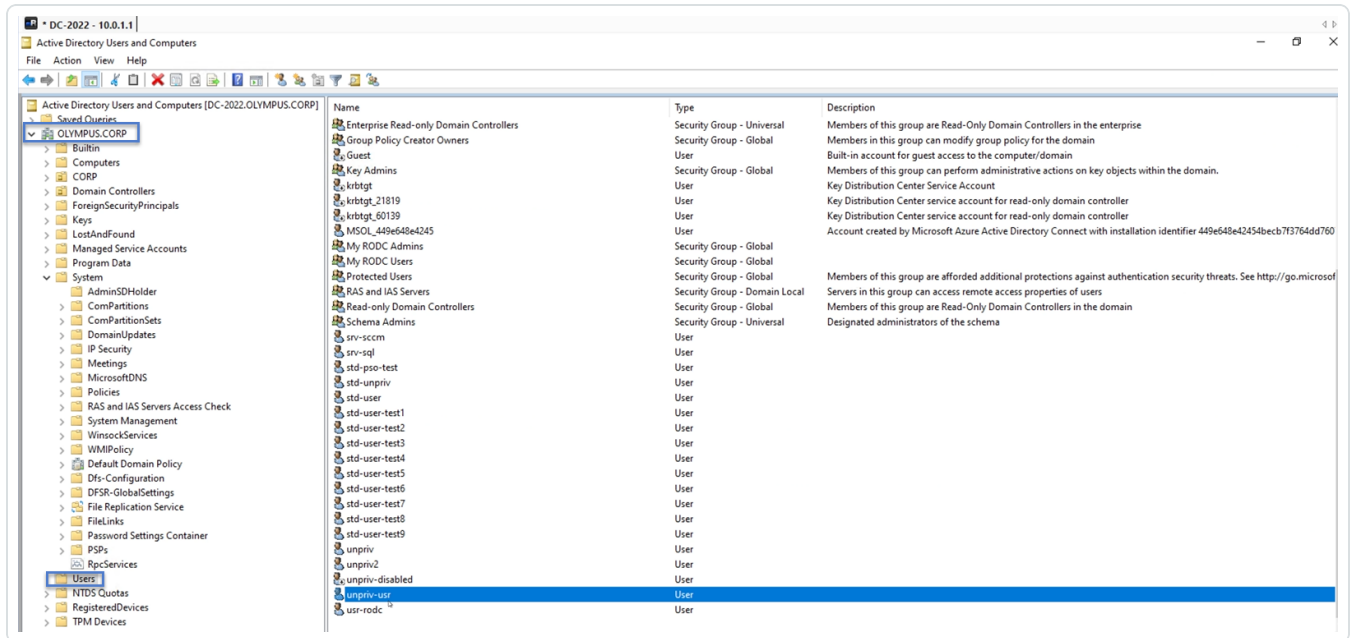 * DC-2022 - 10.0.1.1
Active Directory Users and Computers
File Action View Help
Active Directory Users and Computers [DC-2022.OLYMPUS.CORP]
Saved Queries
OLYMPUS.CORP
Builtin
Computers
CORP
Domain Controllers
ForeignSecurityPrincipals
Keys
LostAndFound
Managed Service Accounts
Program Data
System
AdminSDHolder
ComPartitions
ComPartitionSets
DomainUpdates
IP Security
Meetings
MicrosoftDNS
Policies
RAS and IAS Servers Access Check
System Management
WinsockServices
WMIPolicy
Default Domain Policy
Dfs-Configuration
DFSR-GlobalSettings
File Replication Service
FileLinks
Password Settings Container
PSPs
RpcServices
Users
NTDS Quotas
RegisteredDevices
TPM Devices
Name Type Description
Enterprise Read-only Domain Controllers Security Group - Universal Members of this group are Read-Only Domain Controllers in the enterprise
Group Policy Creator Owners Security Group - Global Members in this group can modify group policy for the domain
Guest User Built-in account for guest access to the computer/domain
Key Admins Security Group - Global Members of this group can perform administrative actions on key objects within the domain.
krbtgt User Key Distribution Center Service Account
krbtgt_21819 User Key Distribution Center service account for read-only domain controller
krbtgt_60139 User Key Distribution Center service account for read-only domain controller
MSOL_449e648e4245 User Account created by Microsoft Azure Active Directory Connect with installation identifier 449e648e42454becb7f3764dd760
My RODC Admins Security Group - Global
My RODC Users Security Group - Global
Protected Users Security Group - Global Members of this group are afforded additional protections against authentication security threats. See http://go.microsof
RAS and IAS Servers Security Group - Domain Local Servers in this group can access remote access properties of users
Read-only Domain Controllers Security Group - Global Members of this group are Read-Only Domain Controllers in the domain
Schema Admins Security Group - Universal Designated administrators of the schema
srv-sccm User
srv-sql User
std-pso-test User
std-unpriv User
std-user User
std-user-test1 User
std-user-test2 User
std-user-test3 User
std-user-test4 User
std-user-test5 User
std-user-test6 User
std-user-test7 User
std-user-test8 User
std-user-test9 User
unpriv User
unpriv2 User
unpriv-disabled User
unpriv-usr User
usr-rodc User